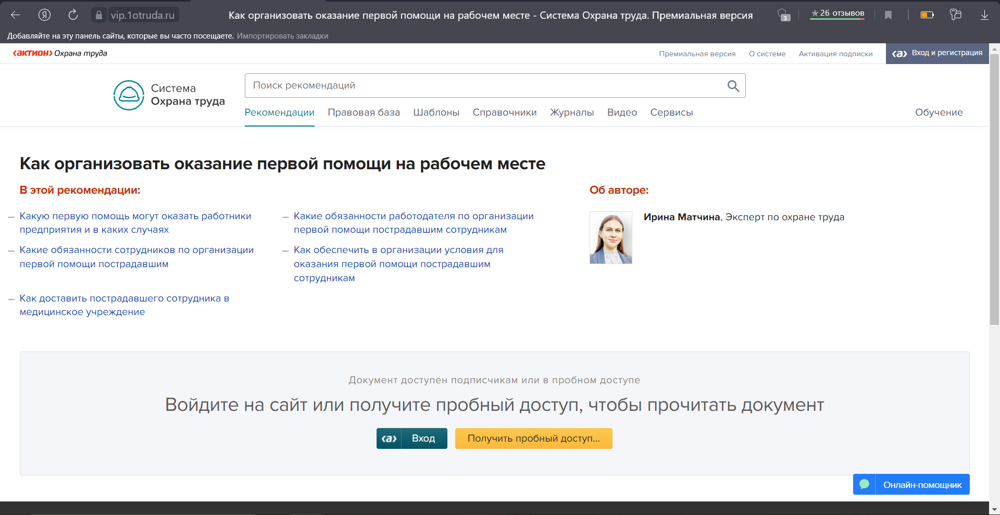 vip.1otruda.ru
Как организовать оказание первой помощи на рабочем месте - Система Охрана труда. Премиальная версия
3
★26 отзывов
Добавляйте на эту панель сайты, которые вы часто посещаете. Импортировать закладки
‹актион› Охрана труда
Премиальная версия
О системе
Активация подписки
‹а› Вход и регистрация
Система
Охрана труда
Поиск рекомендаций
Рекомендации
Правовая база
Шаблоны
Справочники
Журналы
Видео
Сервисы
Обучение
Как организовать оказание первой помощи на рабочем месте
В этой рекомендации:
— Какую первую помощь могут оказать работники
предприятия и в каких случаях
— Какие обязанности работодателя по организации
первой помощи пострадавшим сотрудникам
— Какие обязанности сотрудников по организации
первой помощи пострадавшим
— Как обеспечить в организации условия для
оказания первой помощи пострадавшим
сотрудникам
— Как доставить пострадавшего сотрудника в
медицинское учреждение
Об авторе:
Ирина Матчина, Эксперт по охране труда
Документ доступен подписчикам или в пробном доступе
Войдите на сайт или получите пробный доступ, чтобы прочитать документ
‹а› Вход
Получить пробный доступ...
Онлайн-помощник